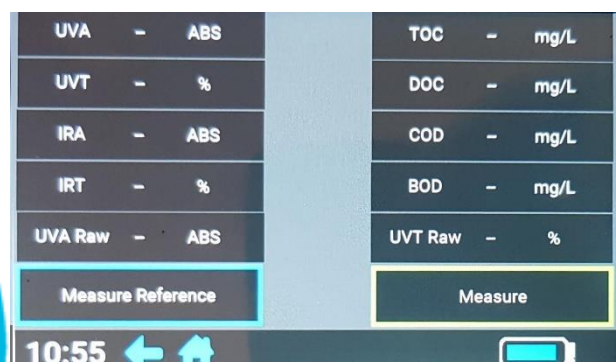 UVA – ABS
UVT – %
IRA – ABS
IRT – %
UVA Raw – ABS
Measure Reference
TOC – mg/L
DOC – mg/L
COD – mg/L
BOD – mg/L
UVT Raw – %
Measure
10:55